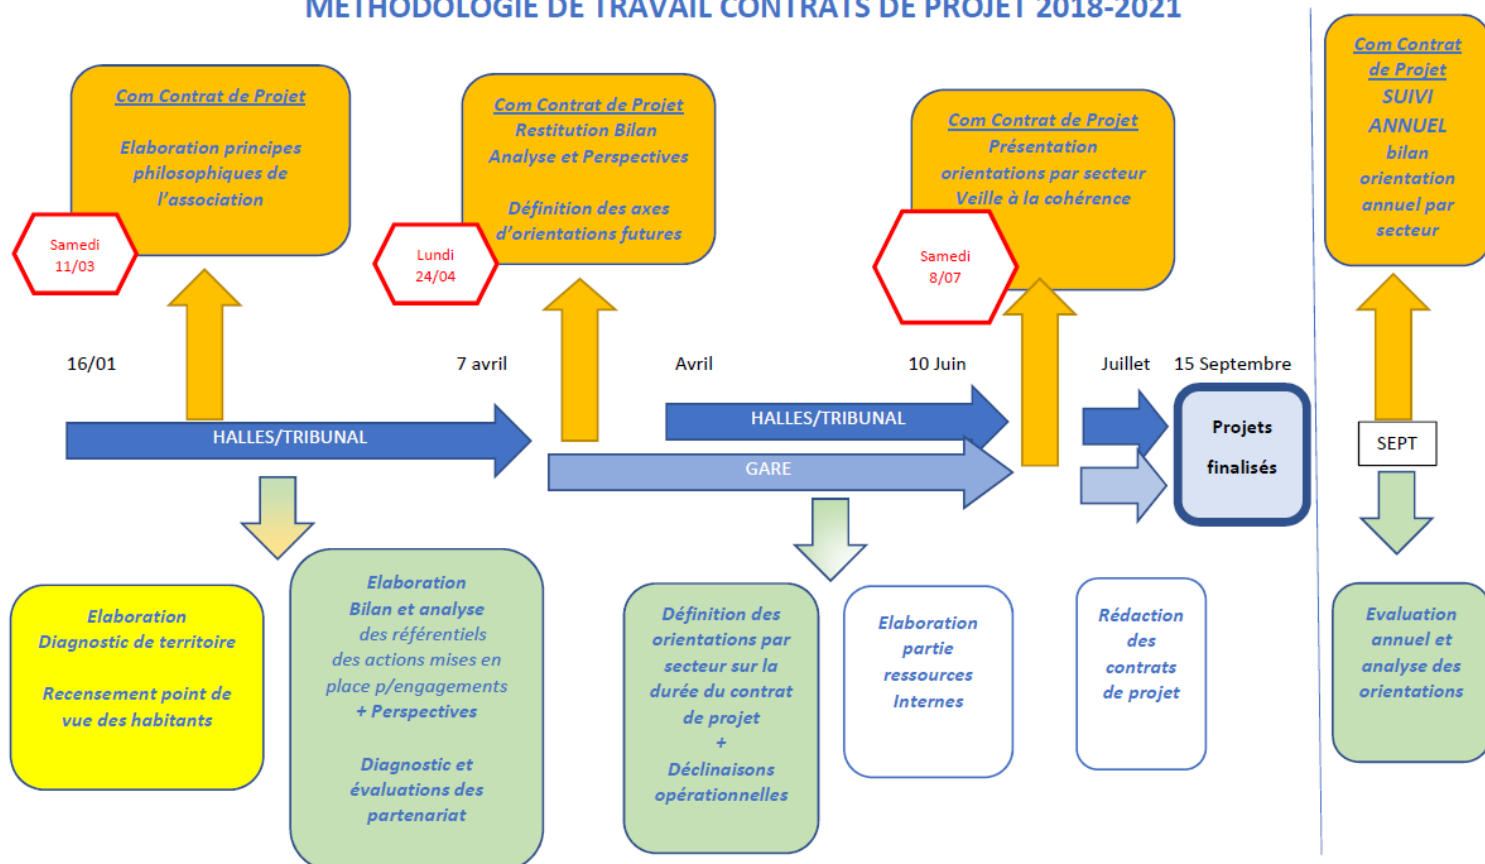 METHODOLOGIE DE TRAVAIL CONTRATS DE PROJET 2018-2021
Com Contrat de Projet
Elaboration principes
philosophiques de
l'association
Samedi
11/03
Com Contrat de Projet
Restitution Bilan
Analyse et Perspectives
Définition des axes
d'orientations futures
Lundi
24/04
Com Contrat de Projet
Présentation
orientations par secteur
Veille à la cohérence
Samedi
8/07
Com Contrat
de Projet
SUIVI
ANNUEL
bilan
orientation
annuel par
secteur
16/01
7 avril
Avril
10 Juin
Juillet
15 Septembre
HALLES/TRIBUNAL
HALLES/TRIBUNAL
GARE
Projets
finalisés
SEPT
Elaboration
Diagnostic de territoire
Recensement point de
vue des habitants
Elaboration
Bilan et analyse
des référentiels
des actions mises en
place p/engagements
+ Perspectives
Diagnostic et
évaluations des
partenariat
Définition des
orientations par
secteur sur la
durée du contrat
de projet
+
Déclinaisons
opérationnelles
Elaboration
partie
ressources
Internes
Rédaction
des
contrats
de projet
Evaluation
annuel et
analyse des
orientations